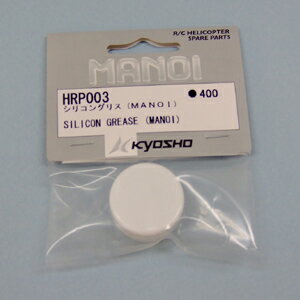 R/C HELICOPTER
SPARE PARTS
MANOI
HRP003
● 400
シリコングリス (MANOI)
SILICON GREASE (MANOI)
KYOSHO